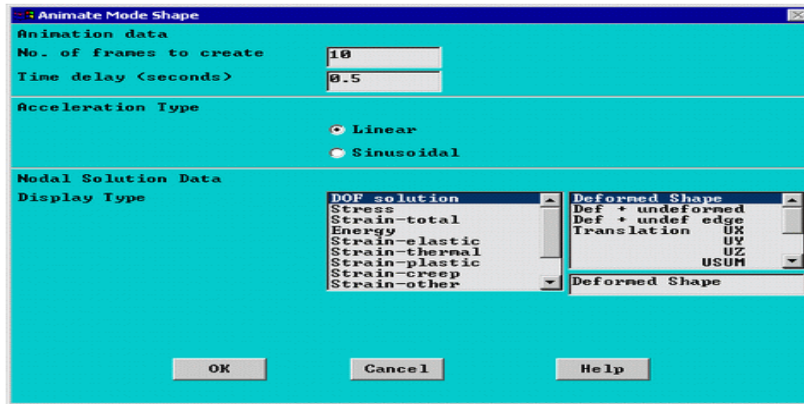 Animate Mode Shape
Animation data
No. of frames to create 10
Time delay (seconds) 0.5
Acceleration Type
Linear
Sinusoidal
Nodal Solution Data
Display Type
DOF solution
Stress
Strain-total
Energy
Strain-elastic
Strain-thermal
Strain-plastic
Strain-creep
Strain-other
Deformed Shape
Def + undeformed
Def + undef edge
Translation UX
UY
UZ
USUM
Deformed Shape
OK Cancel Help